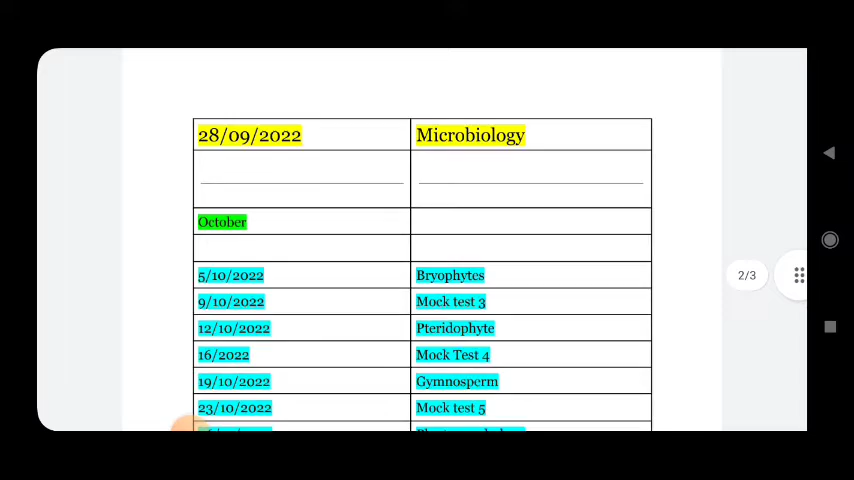 28/09/2022 Microbiology
October
5/10/2022 Bryophytes
9/10/2022 Mock test 3
12/10/2022 Pteridophyte
16/2022 Mock Test 4
19/10/2022 Gymnosperm
23/10/2022 Mock test 5
2/3